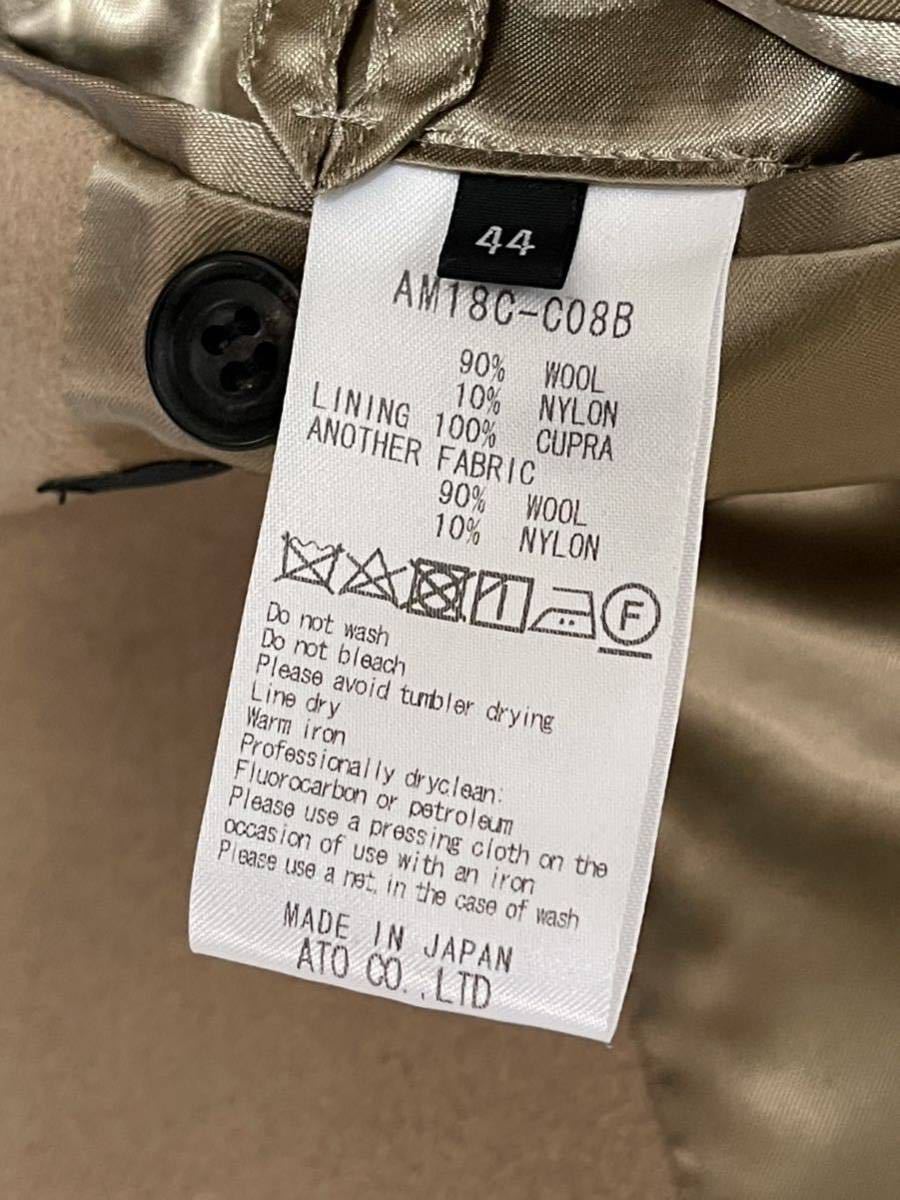 44
AM18C-C08B
90% WOOL
10% NYLON
LINING 100% CUPRA
ANOTHER FABRIC
90% WOOL
10% NYLON
F
Do not wash
Do not bleach
Please avoid tumbler drying
Line dry
Warm iron
Professionally dryclean:
Fluorocarbon or petroleum
Please use a pressing cloth on the
occasion of use with an iron
Please use a net, in the case of wash
MADE IN JAPAN
ATO CO.,LTD